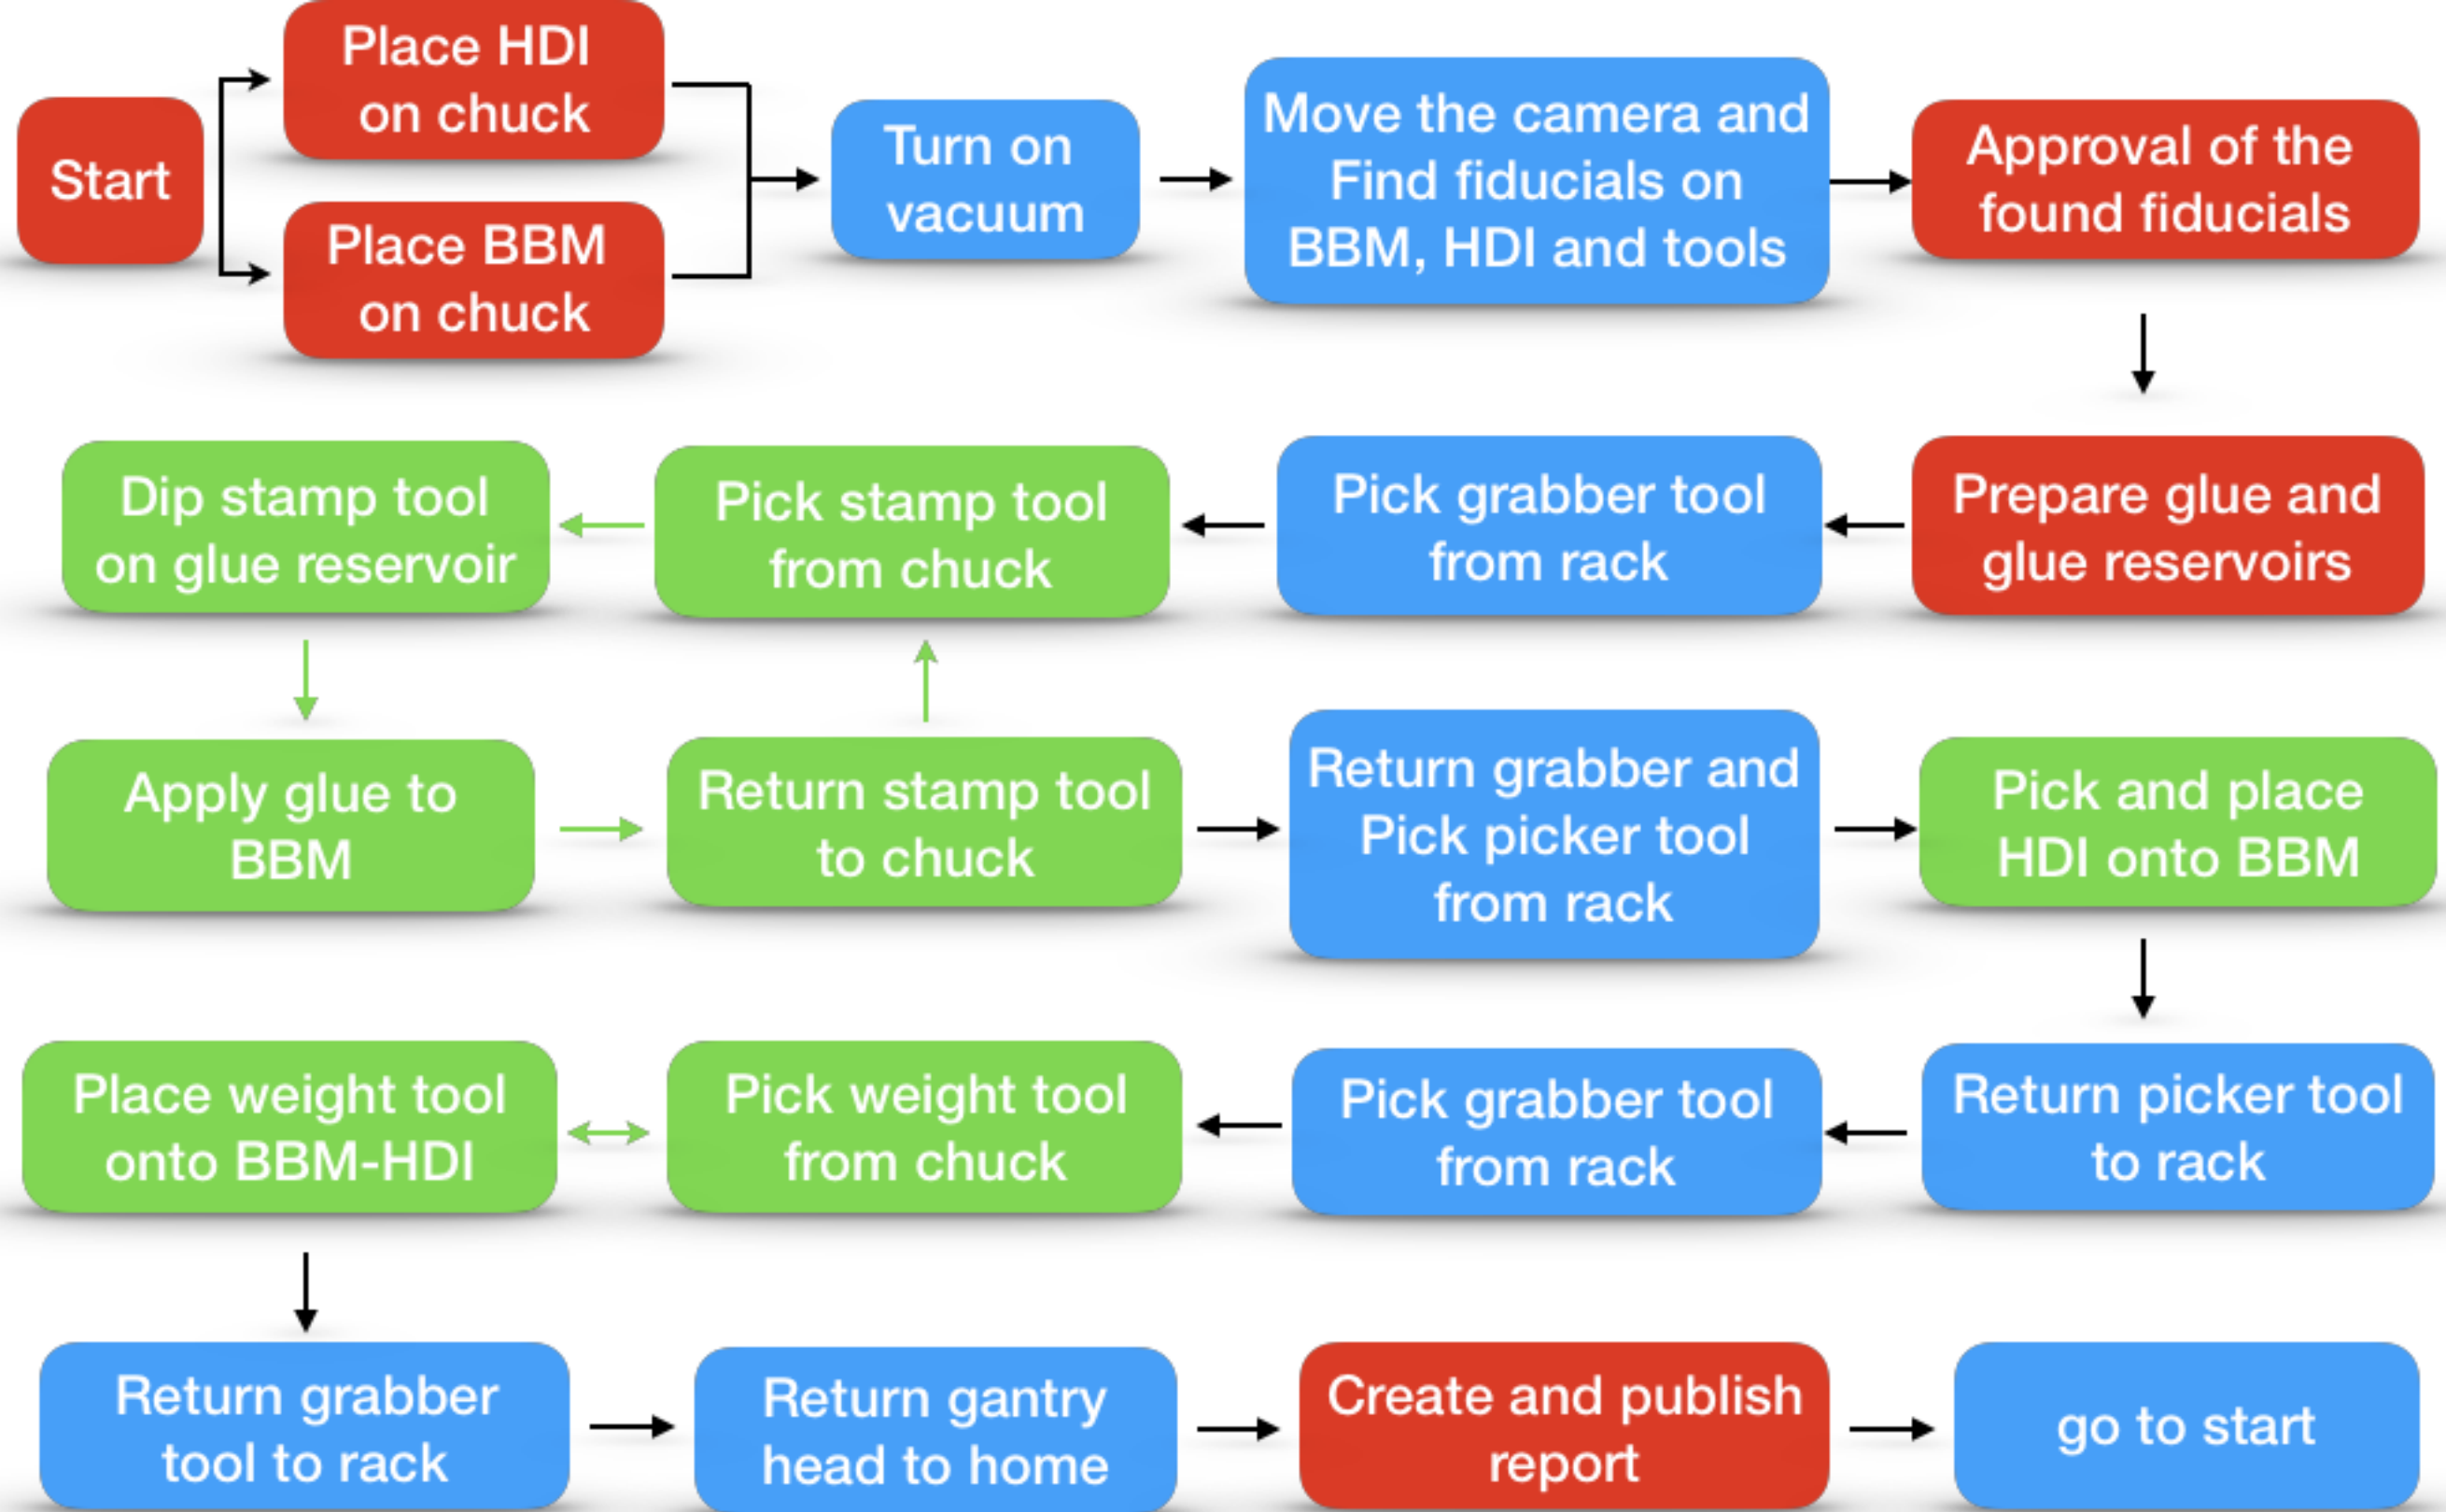 Start
Place HDI
on chuck
Place BBM
on chuck
Turn on
vacuum
Move the camera and
Find fiducials on
BBM, HDI and tools
Approval of the
found fiducials
Prepare glue and
glue reservoirs
Pick grabber tool
from rack
Pick stamp tool
from chuck
Dip stamp tool
on glue reservoir
Apply glue to
BBM
Return stamp tool
to chuck
Return grabber and
Pick picker tool
from rack
Pick and place
HDI onto BBM
Return picker tool
to rack
Pick grabber tool
from rack
Pick weight tool
from chuck
Place weight tool
onto BBM-HDI
Return grabber
tool to rack
Return gantry
head to home
Create and publish
report
go to start